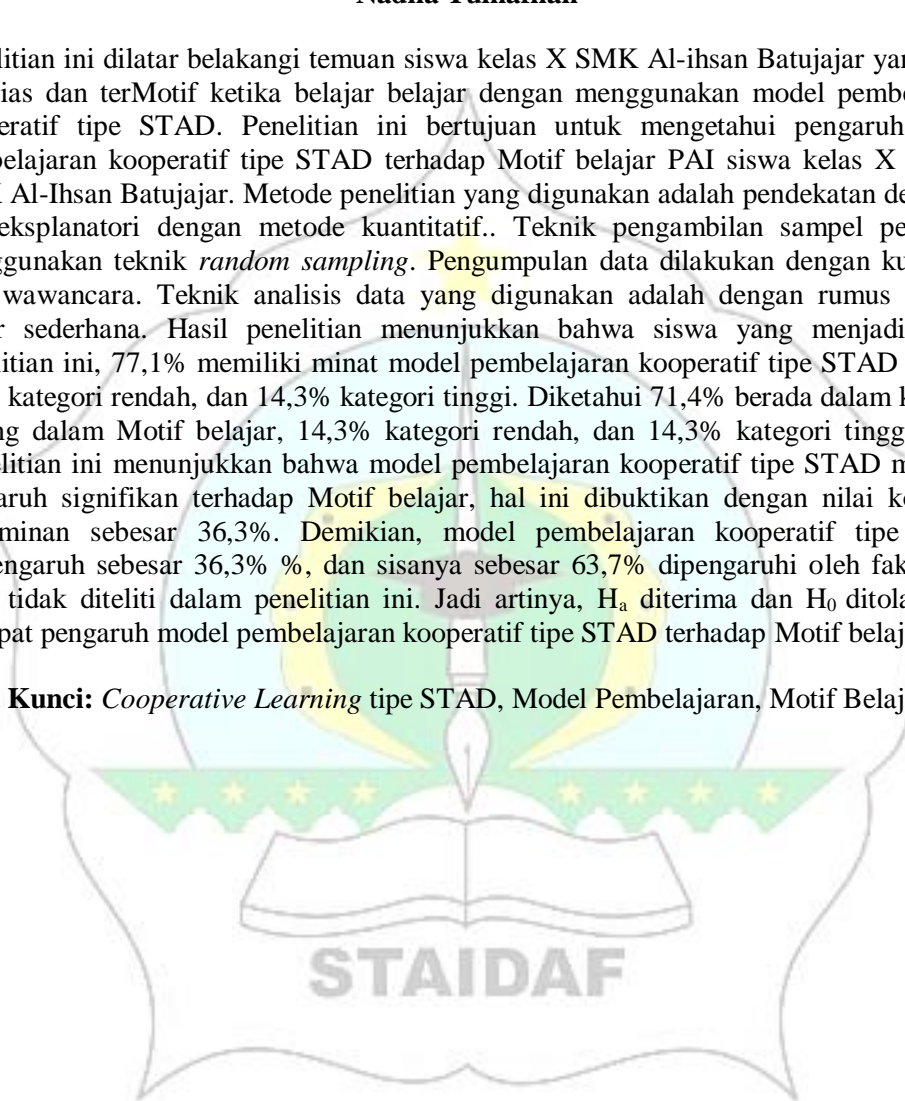 Nadila Yumarnah
litian ini dilatar belakangi temuan siswa kelas X SMK Al-ihsan Batujajar yan
ias dan terMotif ketika belajar belajar dengan menggunakan model pembe
eratif tipe STAD. Penelitian ini bertujuan untuk mengetahui pengaruh
belajaran kooperatif tipe STAD terhadap Motif belajar PAI siswa kelas X
K Al-Ihsan Batujajar. Metode penelitian yang digunakan adalah pendekatan de
eksplanatori dengan metode kuantitatif.. Teknik pengambilan sampel pe
ggunakan teknik random sampling. Pengumpulan data dilakukan dengan ku
wawancara. Teknik analisis data yang digunakan adalah dengan rumus
r sederhana. Hasil penelitian menunjukkan bahwa siswa yang menjadi
litian ini, 77,1% memiliki minat model pembelajaran kooperatif tipe STAD
kategori rendah, dan 14,3% kategori tinggi. Diketahui 71,4% berada dalam k
ng dalam Motif belajar, 14,3% kategori rendah, dan 14,3% kategori tingg
elitian ini menunjukkan bahwa model pembelajaran kooperatif tipe STAD m
aruh signifikan terhadap Motif belajar, hal ini dibuktikan dengan nilai ko
minan sebesar 36,3%. Demikian, model pembelajaran kooperatif tipe
engaruh sebesar 36,3% %, dan sisanya sebesar 63,7% dipengaruhi oleh fak
tidak diteliti dalam penelitian ini. Jadi artinya, Ha diterima dan H0 ditola
pat pengaruh model pembelajaran kooperatif tipe STAD terhadap Motif belaj
Kunci: Cooperative Learning tipe STAD, Model Pembelajaran, Motif Belaj
STAIDAF